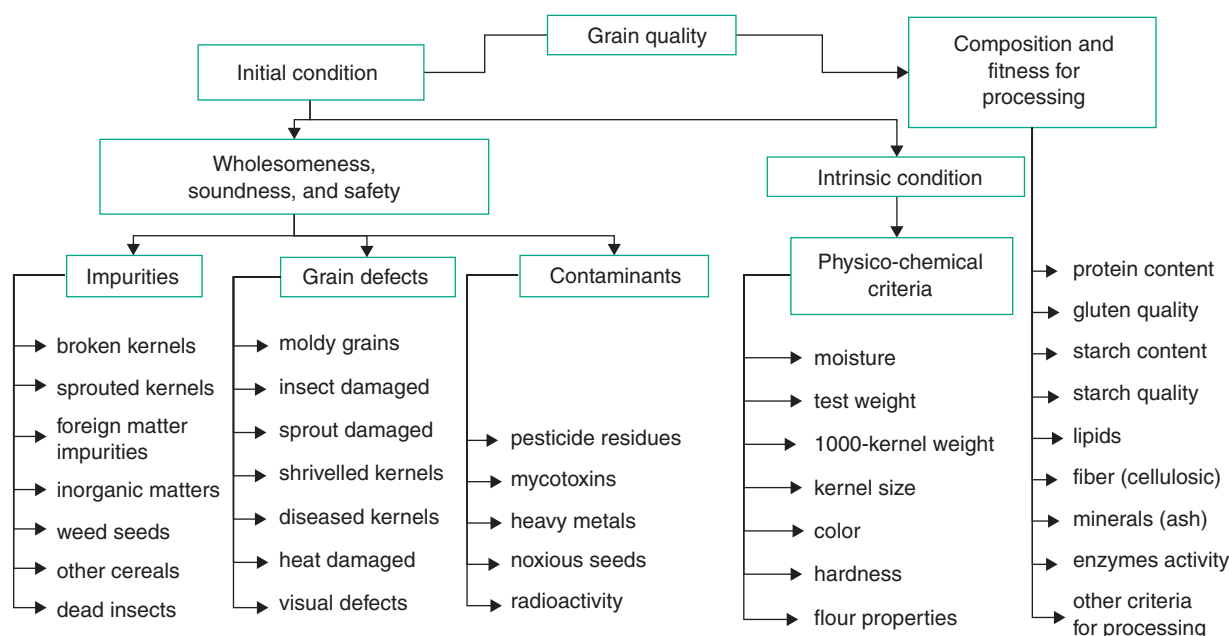 Grain quality
Initial condition
Composition and
fitness for
processing
Wholesomeness,
soundness, and safety
Intrinsic condition
Impurities
Grain defects
Contaminants
Physico-chemical
criteria
broken kernels
sprouted kernels
foreign matter
impurities
inorganic matters
weed seeds
other cereals
dead insects
moldy grains
insect damaged
sprout damaged
shrivelled kernels
diseased kernels
heat damaged
visual defects
pesticide residues
mycotoxins
heavy metals
noxious seeds
radioactivity
moisture
test weight
1000-kernel weight
kernel size
color
hardness
flour properties
protein content
gluten quality
starch content
starch quality
lipids
fiber (cellulosic)
minerals (ash)
enzymes activity
other criteria
for processing